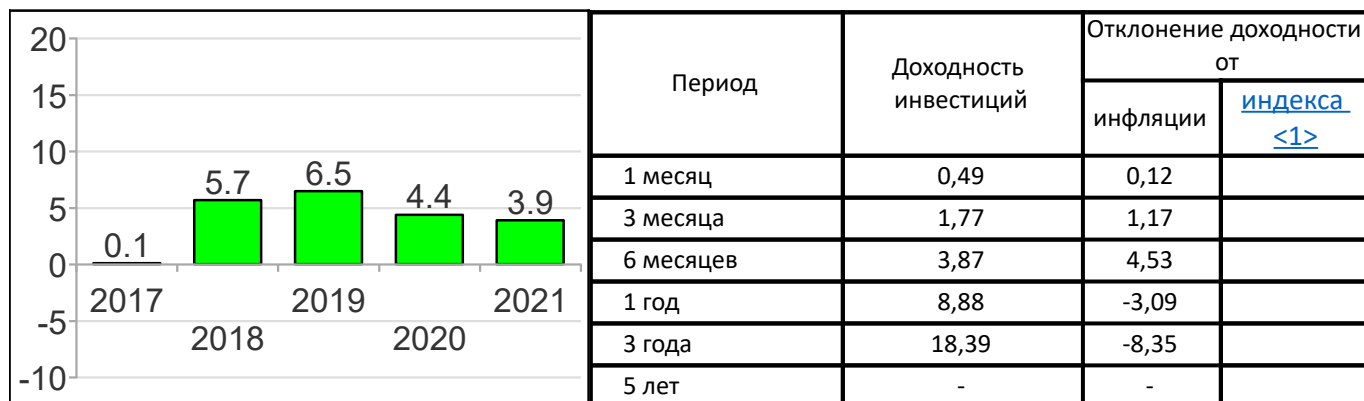 20
15
10
5
0
-5
-10
0.1
5.7
6.5
4.4
3.9
2017
2018
2019
2020
2021
Период
Доходность
инвестиций
Отклонение доходности
от
инфляции
индекса
<1>
1 месяц 0,49 0,12
3 месяца 1,77 1,17
6 месяцев 3,87 4,53
1 год 8,88 -3,09
3 года 18,39 -8,35
5 лет - -